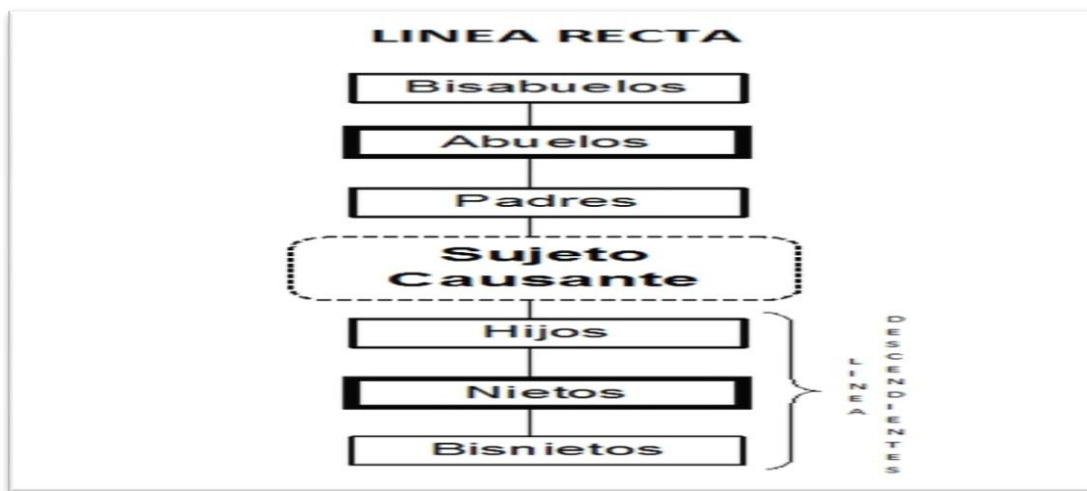 LINEA RECTA
Bisabuelos
Abuelos
Padres
Sujeto
Causante
Hijos
Nietos
Bisnietos
LINEA
DESCENDIENTES